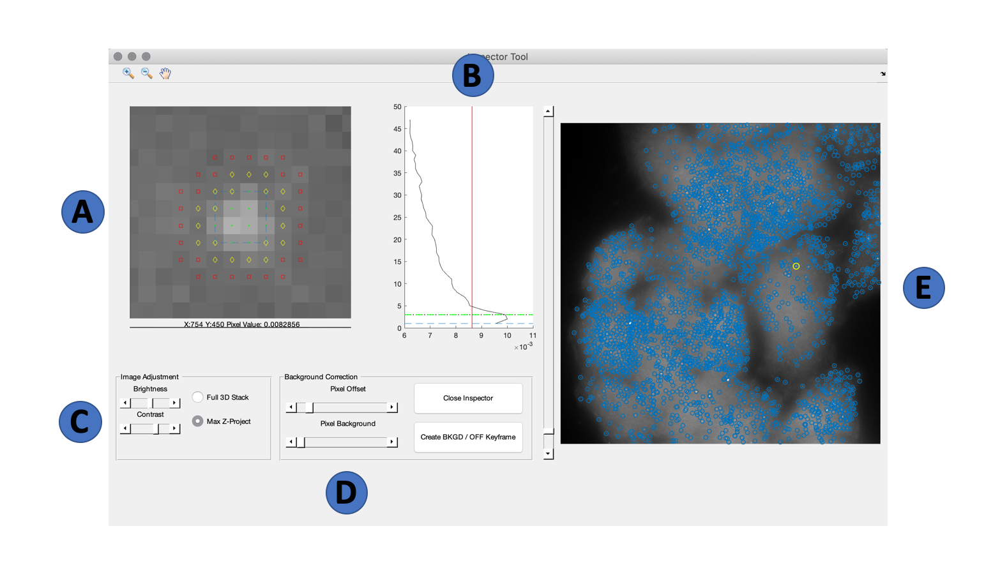 B
ector Tool
A
50
45
40
35
30
25
20
15
10
5
0
6 7 8 9 10 11
×10-3
X:754 Y:450 Pixel Value: 0.0082856
E
C
Image Adjustment
Brightness
Contrast
Full 3D Stack
Max Z-Project
Background Correction
Pixel Offset
Pixel Background
Close Inspector
Create BKGD / OFF Keyframe
D